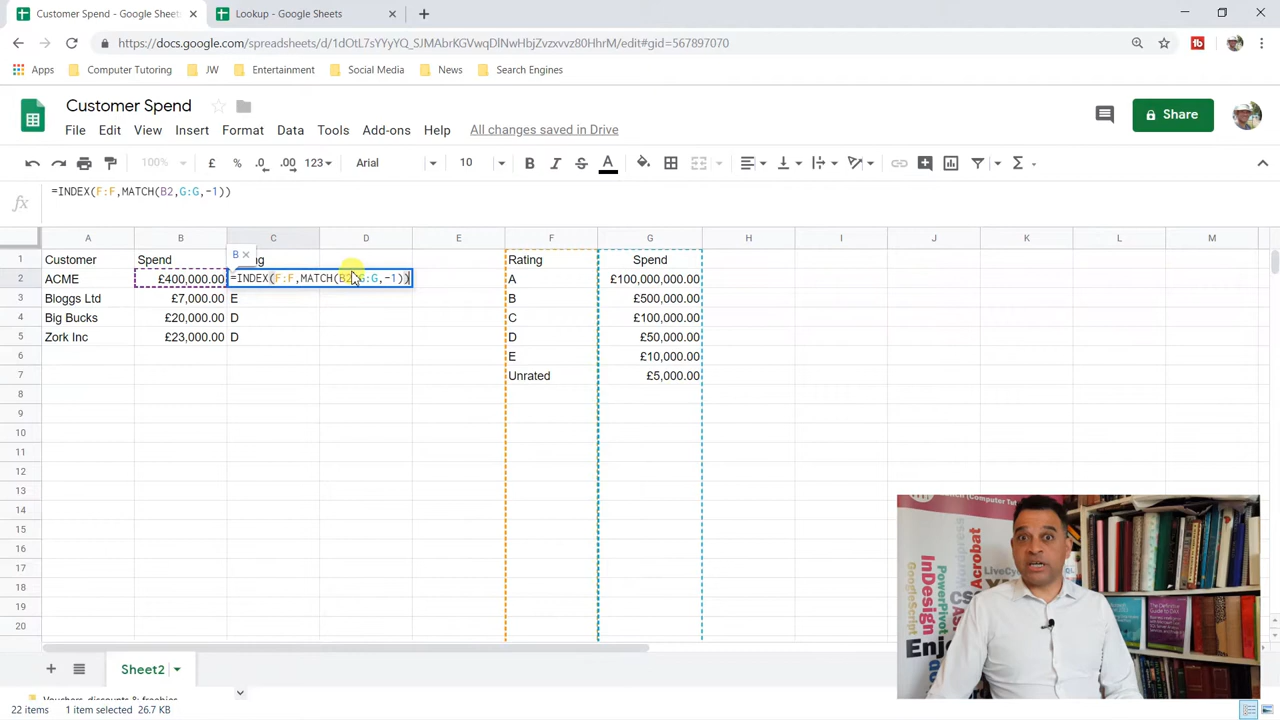 Customer Spend - Google Sheets
Lookup - Google Sheets
https://docs.google.com/spreadsheets/d/1dOtL7sYYyYQ_SJMAbrKGVwqDlNwHbjZvzxvvz80HhrM/edit#gid=567897070
Apps Computer Tutoring JW Entertainment Social Media News Search Engines
Customer Spend
File Edit View Insert Format Data Tools Add-ons Help All changes saved in Drive
Share
100% £ % .0 .00 123 Arial 10 B I S A Σ
fx =INDEX(F:F,MATCH(B2,G:G,-1))
A B C D E F G H I J K L M
B ×
1 Customer Spend Rating Spend
2 ACME £400,000.00 =INDEX(F:F,MATCH(B2,G:G,-1)) A £100,000,000.00
3 Bloggs Ltd £7,000.00 E B £500,000.00
4 Big Bucks £20,000.00 D C £100,000.00
5 Zork Inc £23,000.00 D D £50,000.00
6 E £10,000.00
7 Unrated £5,000.00
8
9
10
11
12
13
14
15
16
17
18
19
20
InDesign
Acrobat
PowerPivot
GoogleScript
Enjo
Sheet2
22 items 1 item selected 26.7 KB